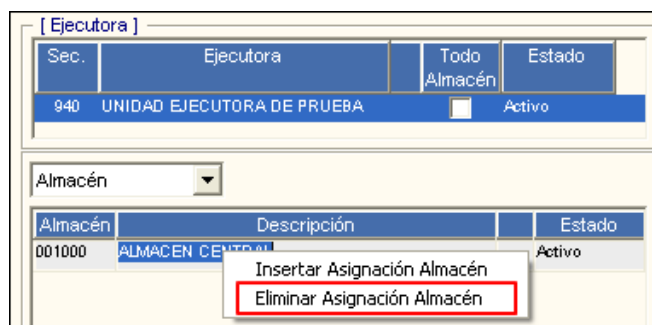 [ Ejecutora ]
Sec. Ejecutora Todo Almacén Estado
940 UNIDAD EJECUTORA DE PRUEBA Activo
Almacén
Almacén Descripción Estado
001000 ALMACEN CENTRAL Activo
Insertar Asignación Almacén
Eliminar Asignación Almacén